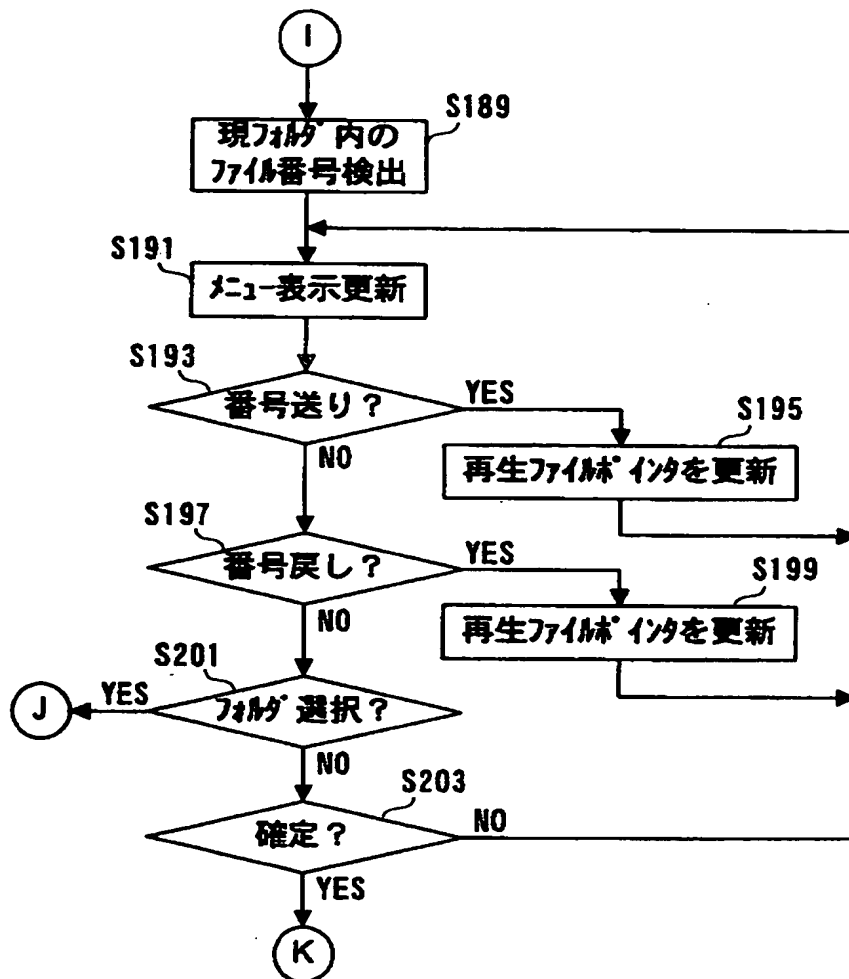 I
S189
現フォルダ内の
ファイル番号検出
S191
メニュー表示更新
S193
番号送り？
YES
NO
S195
再生ファイルポインタを更新
S197
番号戻し？
YES
NO
S199
再生ファイルポインタを更新
S201
フォルダ選択？
YES
J
NO
S203
確定？
NO
YES
K